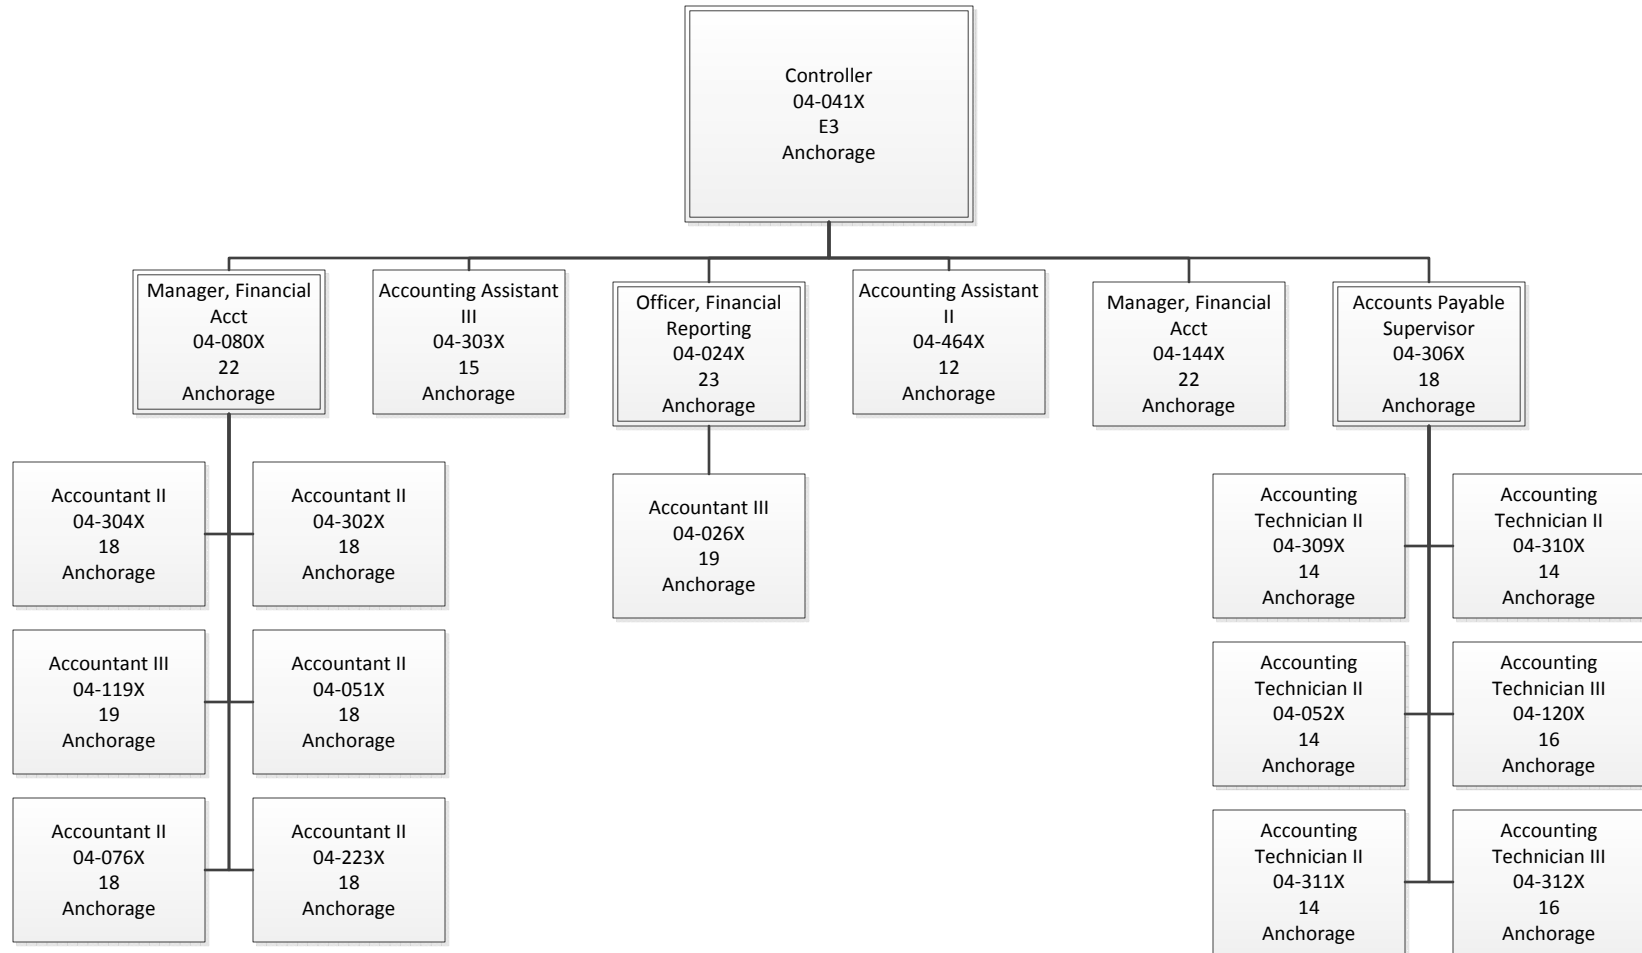 Controller
04-041X
E3
Anchorage
Manager, Financial
Acct
04-080X
22
Anchorage
Accounting Assistant
III
04-303X
15
Anchorage
Officer, Financial
Reporting
04-024X
23
Anchorage
Accounting Assistant
II
04-464X
12
Anchorage
Manager, Financial
Acct
04-144X
22
Anchorage
Accounts Payable
Supervisor
04-306X
18
Anchorage
Accountant II
04-304X
18
Anchorage
Accountant II
04-302X
18
Anchorage
Accountant III
04-026X
19
Anchorage
Accounting
Technician II
04-309X
14
Anchorage
Accounting
Technician II
04-310X
14
Anchorage
Accountant III
04-119X
19
Anchorage
Accountant II
04-051X
18
Anchorage
Accounting
Technician II
04-052X
14
Anchorage
Accounting
Technician III
04-120X
16
Anchorage
Accountant II
04-076X
18
Anchorage
Accountant II
04-223X
18
Anchorage
Accounting
Technician II
04-311X
14
Anchorage
Accounting
Technician III
04-312X
16
Anchorage